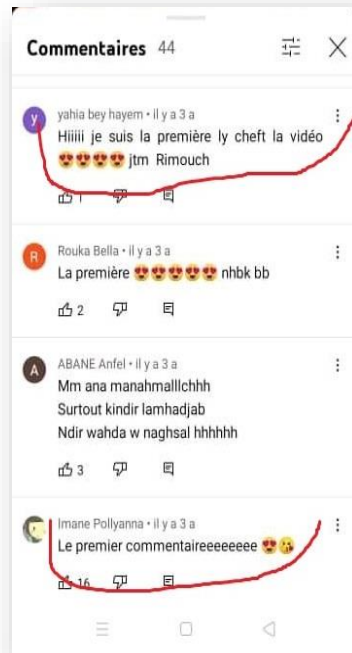 Commentaires 44
y
yahia bey hayem • il y a 3 a
Hiiiii je suis la première ly cheft la vidéo
😍😍😍😍 jtm Rimouch
1
R
Rouka Bella • il y a 3 a
La première 😍😍😍😍😍 nhbk bb
2
A
ABANE Anfel • il y a 3 a
Mm ana manahmalllchhh
Surtout kindir lamhadjab
Ndir wahda w naghsal hhhhhh
3
Imane Pollyanna • il y a 3 a
Le premier commentaireeeeeeee 😍😘
16